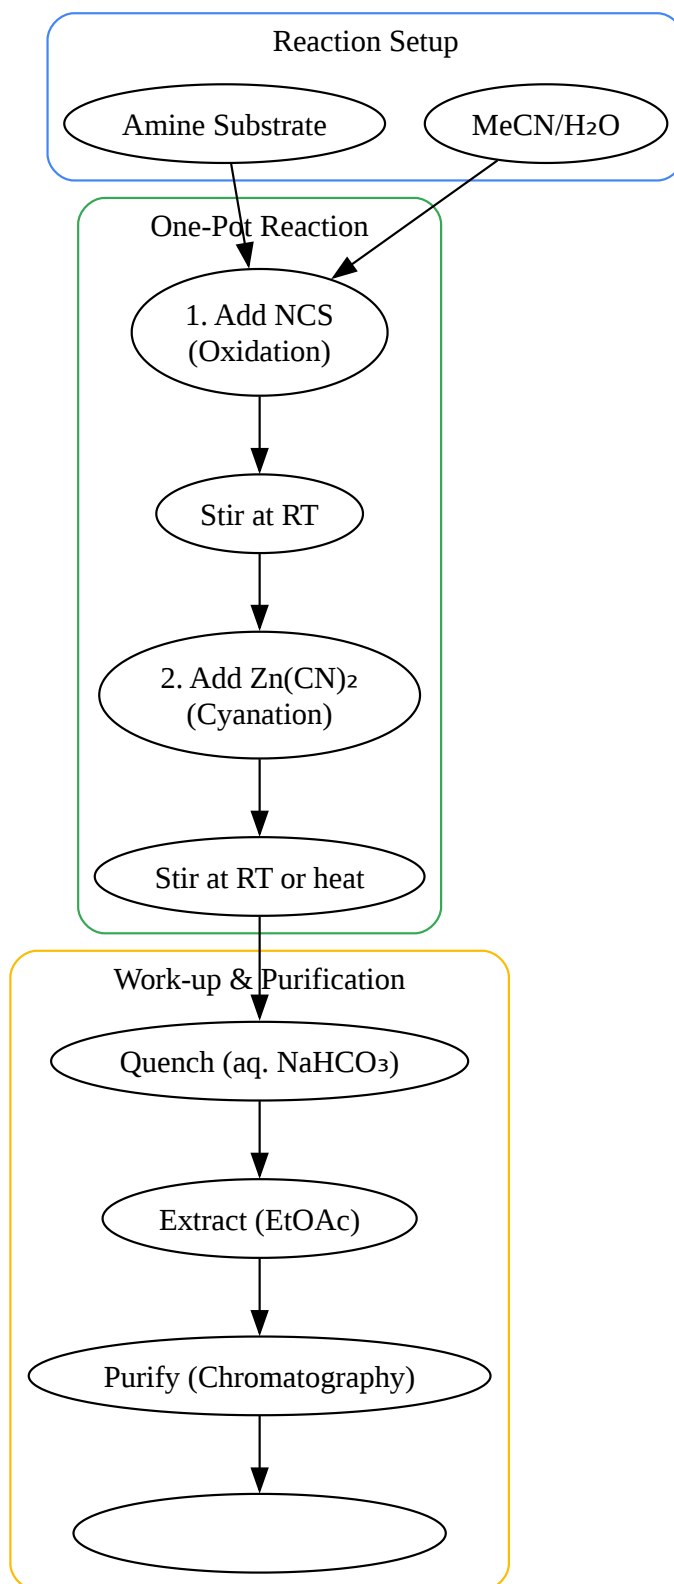 Reaction Setup
Amine Substrate
MeCN/H₂O
One-Pot Reaction
1. Add NCS
(Oxidation)
Stir at RT
2. Add Zn(CN)₂
(Cyanation)
Stir at RT or heat
Work-up & Purification
Quench (aq. NaHCO₃)
Extract (EtOAc)
Purify (Chromatography)